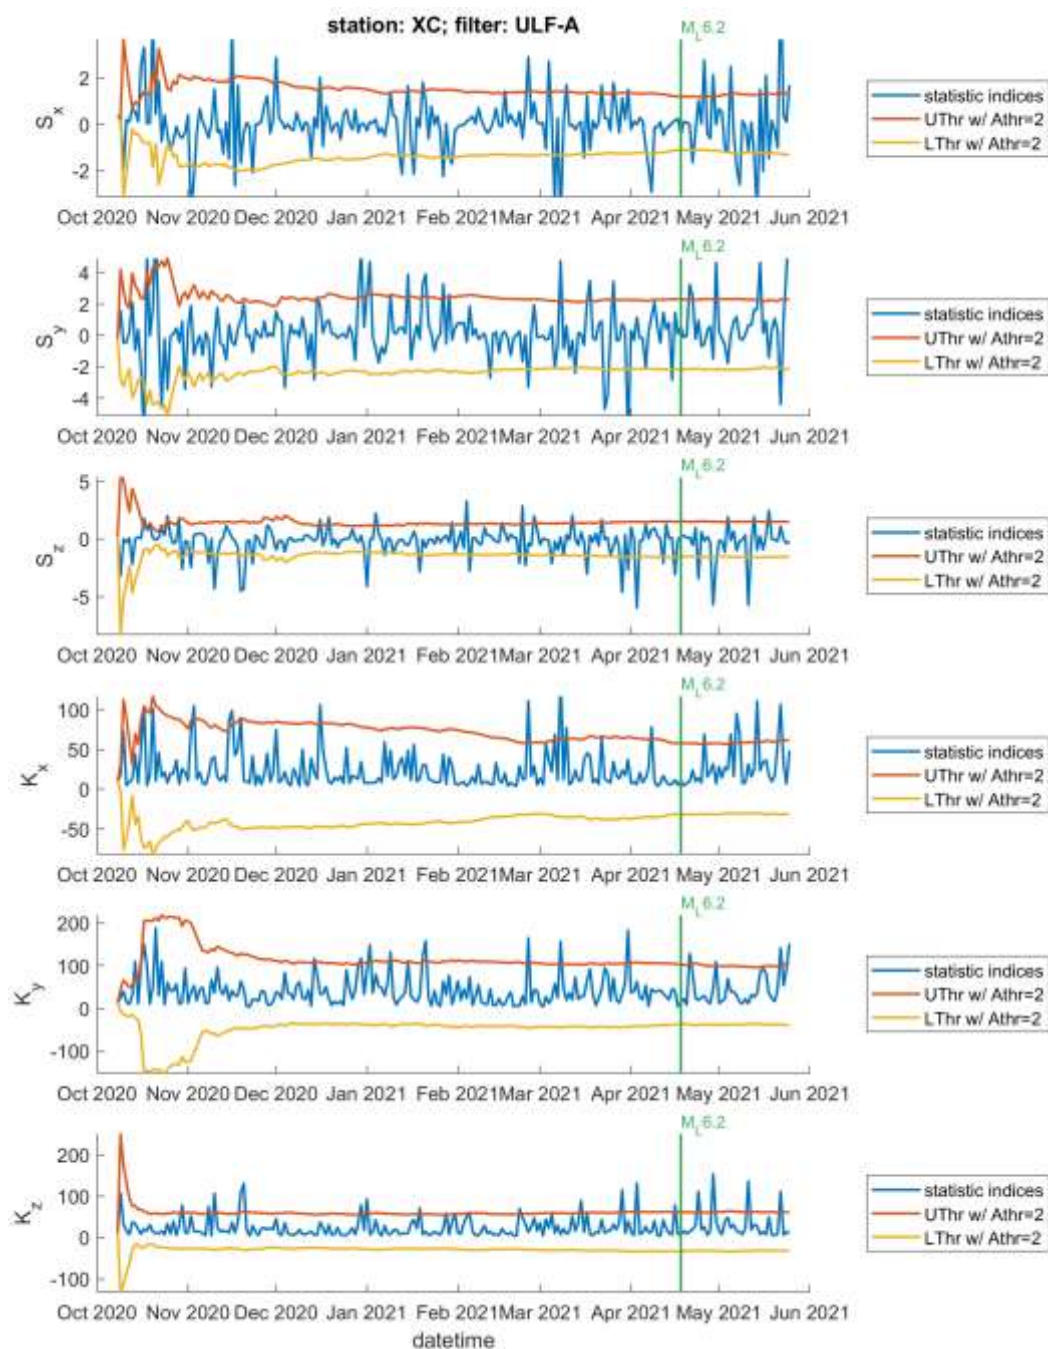 station: XC; filter: ULF-A
M_L6.2
S_x
2
0
-2
Oct 2020 Nov 2020 Dec 2020 Jan 2021 Feb 2021 Mar 2021 Apr 2021 May 2021 Jun 2021
statistic indices
UThr w/ Athr=2
LThr w/ Athr=2
M_L6.2
S_y
4
2
0
-2
-4
Oct 2020 Nov 2020 Dec 2020 Jan 2021 Feb 2021 Mar 2021 Apr 2021 May 2021 Jun 2021
statistic indices
UThr w/ Athr=2
LThr w/ Athr=2
M_L6.2
S_z
5
0
-5
Oct 2020 Nov 2020 Dec 2020 Jan 2021 Feb 2021 Mar 2021 Apr 2021 May 2021 Jun 2021
statistic indices
UThr w/ Athr=2
LThr w/ Athr=2
M_L6.2
K_x
100
50
0
-50
Oct 2020 Nov 2020 Dec 2020 Jan 2021 Feb 2021 Mar 2021 Apr 2021 May 2021 Jun 2021
statistic indices
UThr w/ Athr=2
LThr w/ Athr=2
M_L6.2
K_y
200
100
0
-100
Oct 2020 Nov 2020 Dec 2020 Jan 2021 Feb 2021 Mar 2021 Apr 2021 May 2021 Jun 2021
statistic indices
UThr w/ Athr=2
LThr w/ Athr=2
M_L6.2
K_z
200
100
0
-100
Oct 2020 Nov 2020 Dec 2020 Jan 2021 Feb 2021 Mar 2021 Apr 2021 May 2021 Jun 2021
datetime
statistic indices
UThr w/ Athr=2
LThr w/ Athr=2